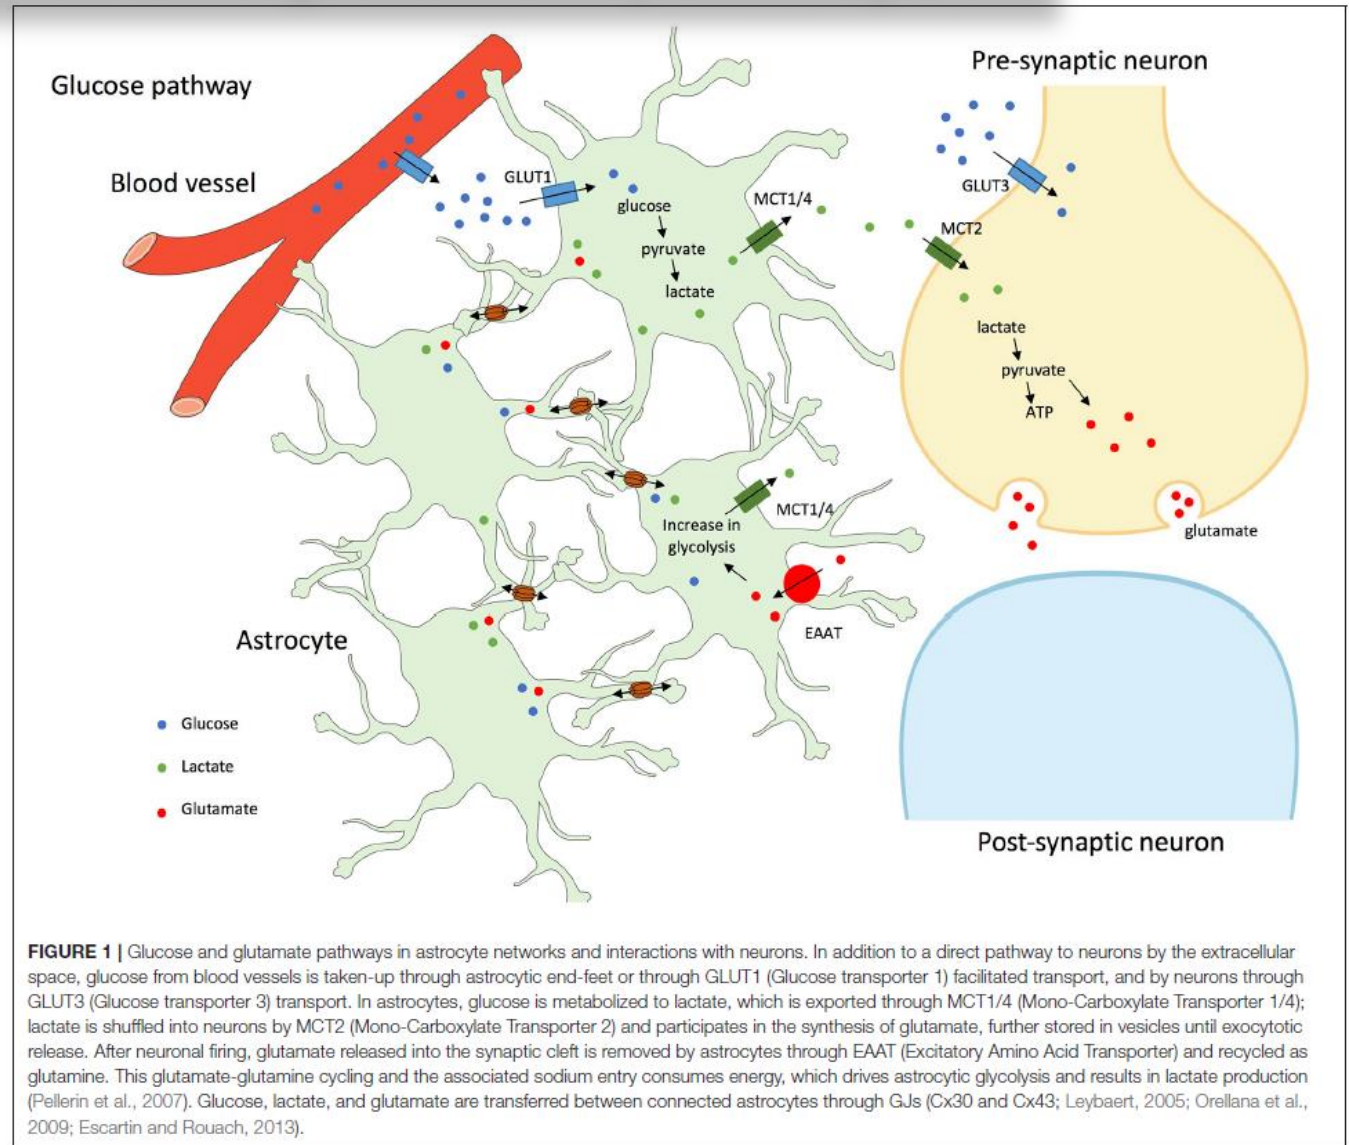 Glucose pathway
Blood vessel
GLUT1
glucose
pyruvate
lactate
MCT1/4
Pre-synaptic neuron
GLUT3
MCT2
lactate
pyruvate
ATP
glutamate
Increase in
glycolysis
MCT1/4
EAAT
Astrocyte
Glucose
Lactate
Glutamate
Post-synaptic neuron
FIGURE 1 | Glucose and glutamate pathways in astrocyte networks and interactions with neurons. In addition to a direct pathway to neurons by the extracellular
space, glucose from blood vessels is taken-up through astrocytic end-feet or through GLUT1 (Glucose transporter 1) facilitated transport, and by neurons through
GLUT3 (Glucose transporter 3) transport. In astrocytes, glucose is metabolized to lactate, which is exported through MCT1/4 (Mono-Carboxylate Transporter 1/4);
lactate is shuffled into neurons by MCT2 (Mono-Carboxylate Transporter 2) and participates in the synthesis of glutamate, further stored in vesicles until exocytotic
release. After neuronal firing, glutamate released into the synaptic cleft is removed by astrocytes through EAAT (Excitatory Amino Acid Transporter) and recycled as
glutamine. This glutamate-glutamine cycling and the associated sodium entry consumes energy, which drives astrocytic glycolysis and results in lactate production
(Pellerin et al., 2007). Glucose, lactate, and glutamate are transferred between connected astrocytes through GJs (Cx30 and Cx43; Leybaert, 2005; Orellana et al.,
2009; Escartin and Rouach, 2013).